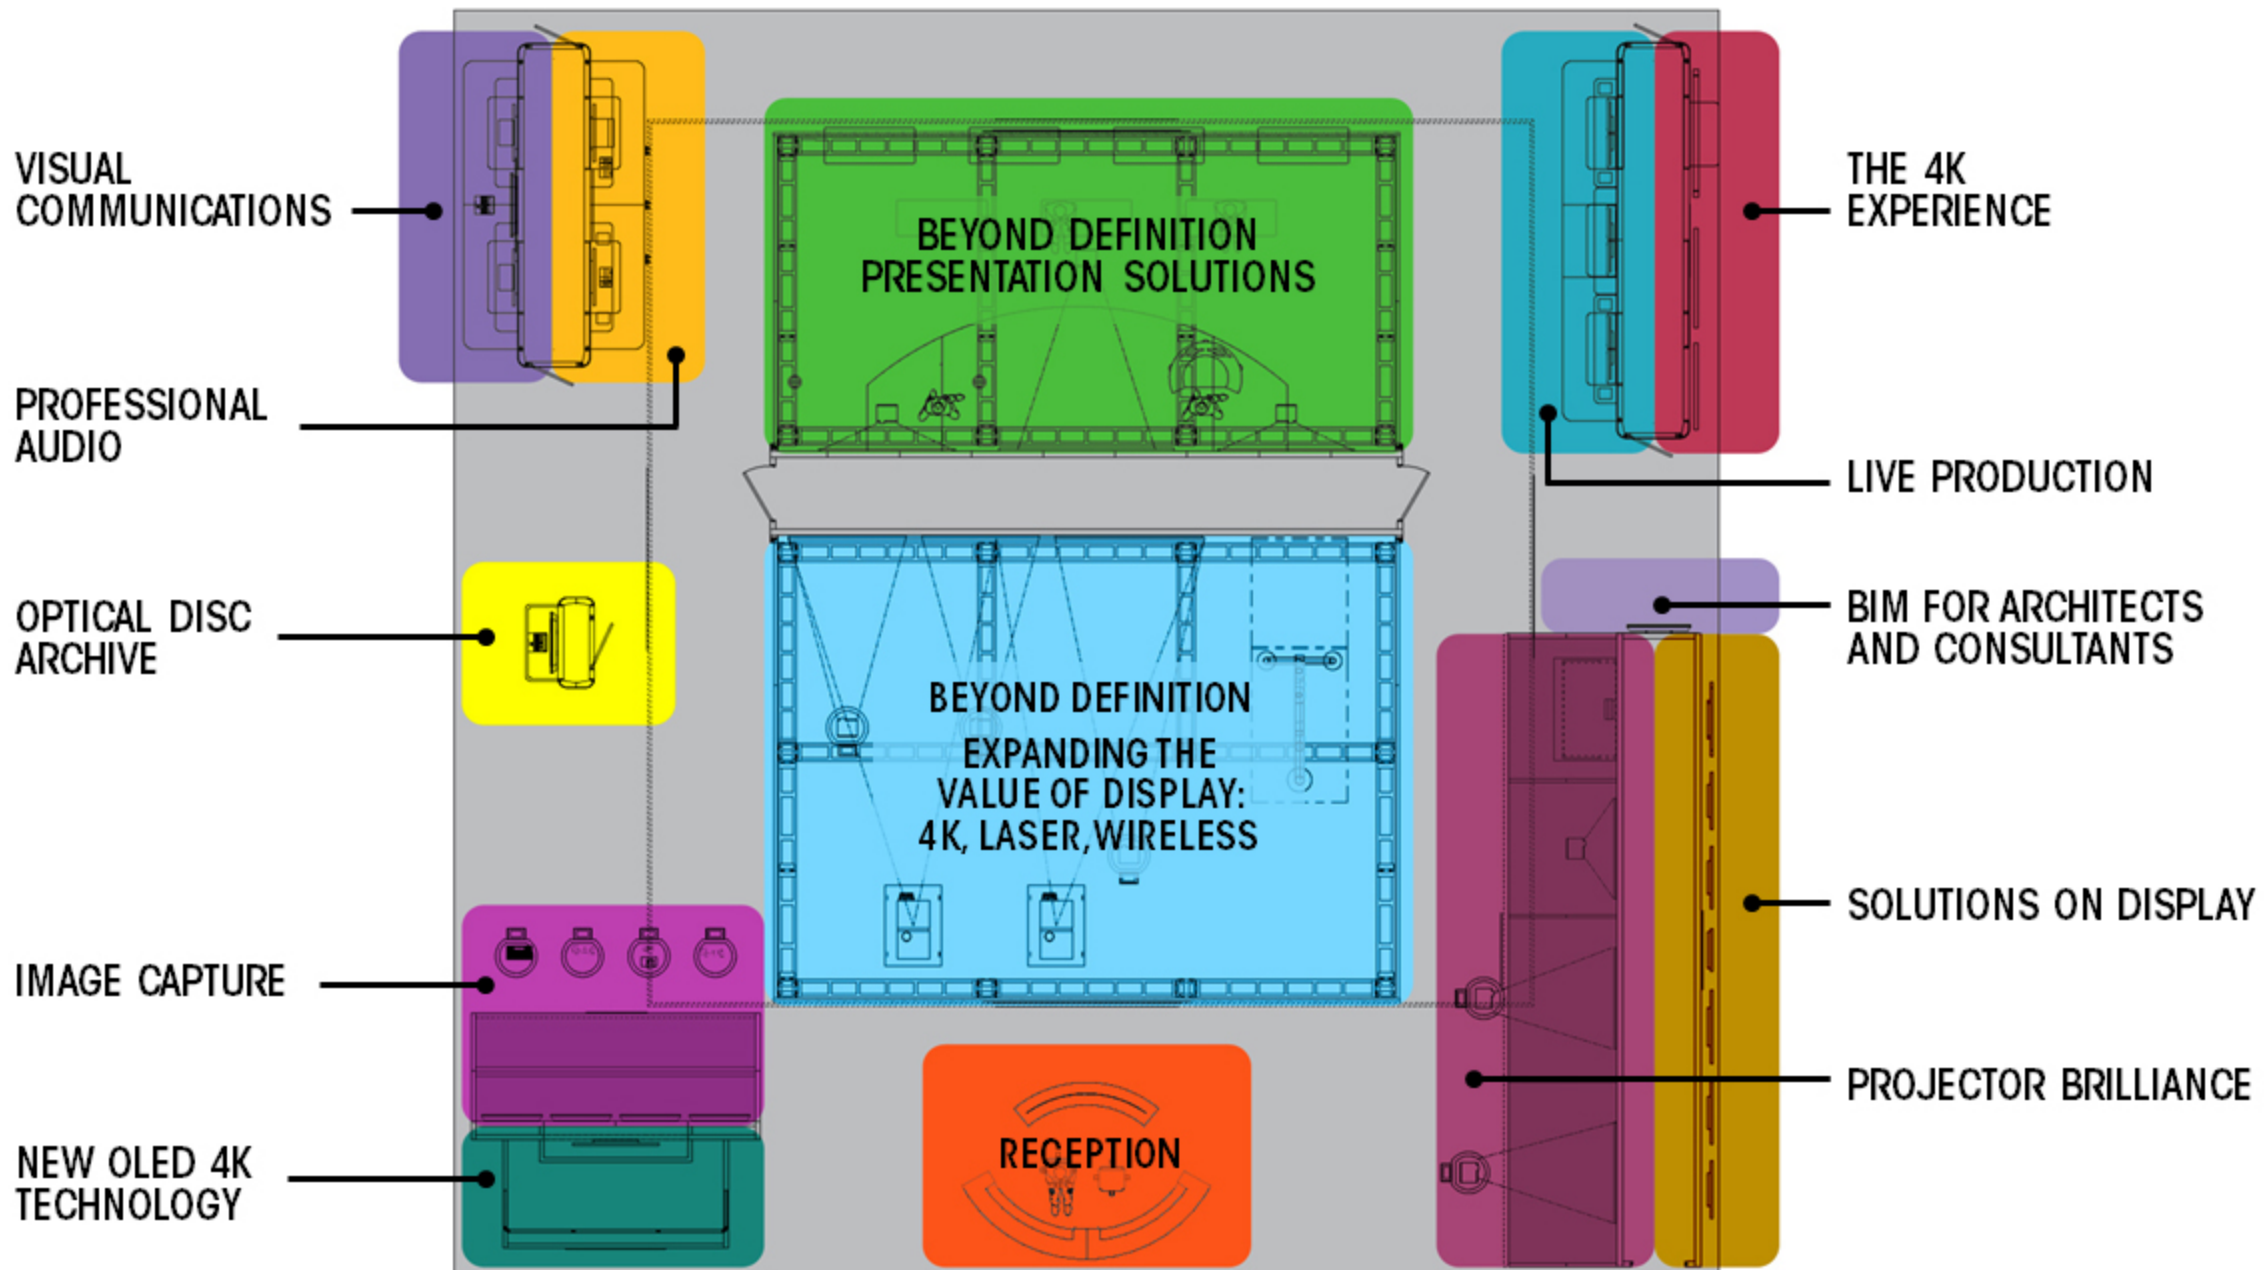 VISUAL
COMMUNICATIONS
PROFESSIONAL
AUDIO
OPTICAL DISC
ARCHIVE
IMAGE CAPTURE
NEW OLED 4K
TECHNOLOGY
BEYOND DEFINITION
PRESENTATION SOLUTIONS
BEYOND DEFINITION
EXPANDING THE
VALUE OF DISPLAY:
4K, LASER, WIRELESS
RECEPTION
THE 4K
EXPERIENCE
LIVE PRODUCTION
BIM FOR ARCHITECTS
AND CONSULTANTS
SOLUTIONS ON DISPLAY
PROJECTOR BRILLIANCE